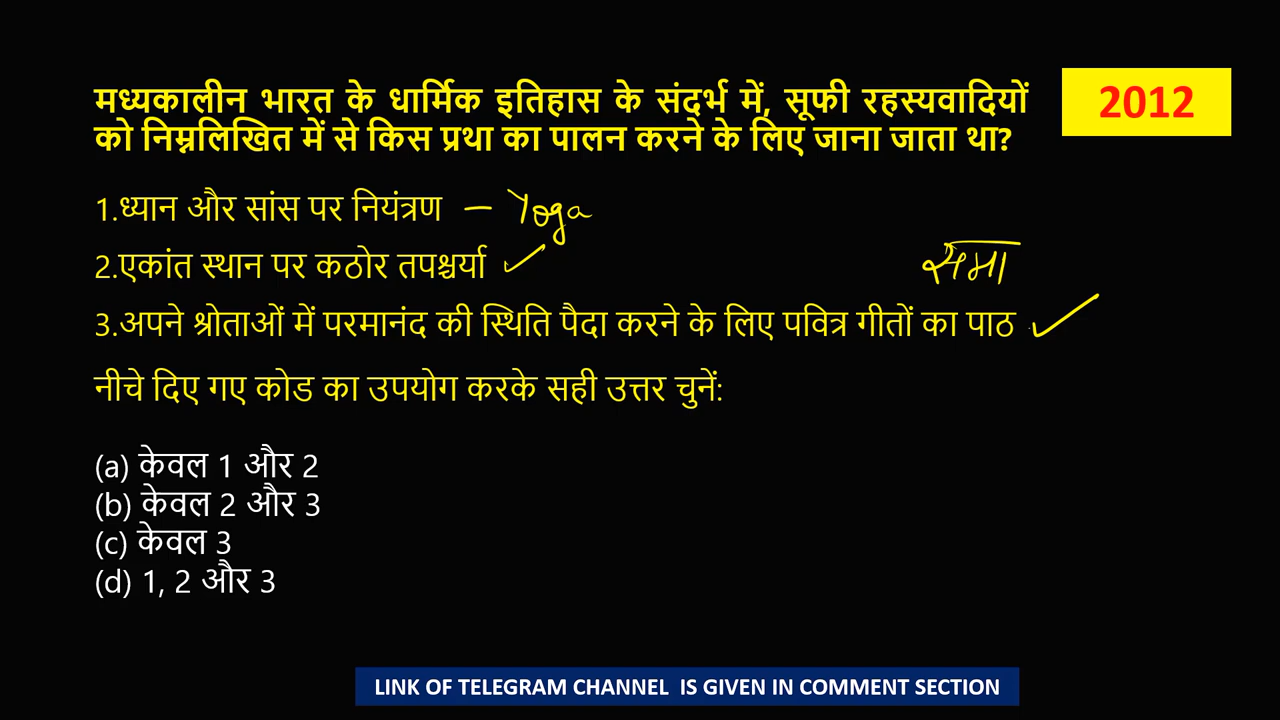 मध्यकालीन भारत के धार्मिक इतिहास के संदर्भ में, सूफी रहस्यवादियों
2012
को निम्नलिखित में से किस प्रथा का पालन करने के लिए जाना जाता था?
1.ध्यान और सांस पर नियंत्रण – Yoga
2.एकांत स्थान पर कठोर तपश्चर्या ✓
समा
3.अपने श्रोताओं में परमानंद की स्थिति पैदा करने के लिए पवित्र गीतों का पाठ ✓
नीचे दिए गए कोड का उपयोग करके सही उत्तर चुनें:
(a) केवल 1 और 2
(b) केवल 2 और 3
(c) केवल 3
(d) 1, 2 और 3
LINK OF TELEGRAM CHANNEL IS GIVEN IN COMMENT SECTION